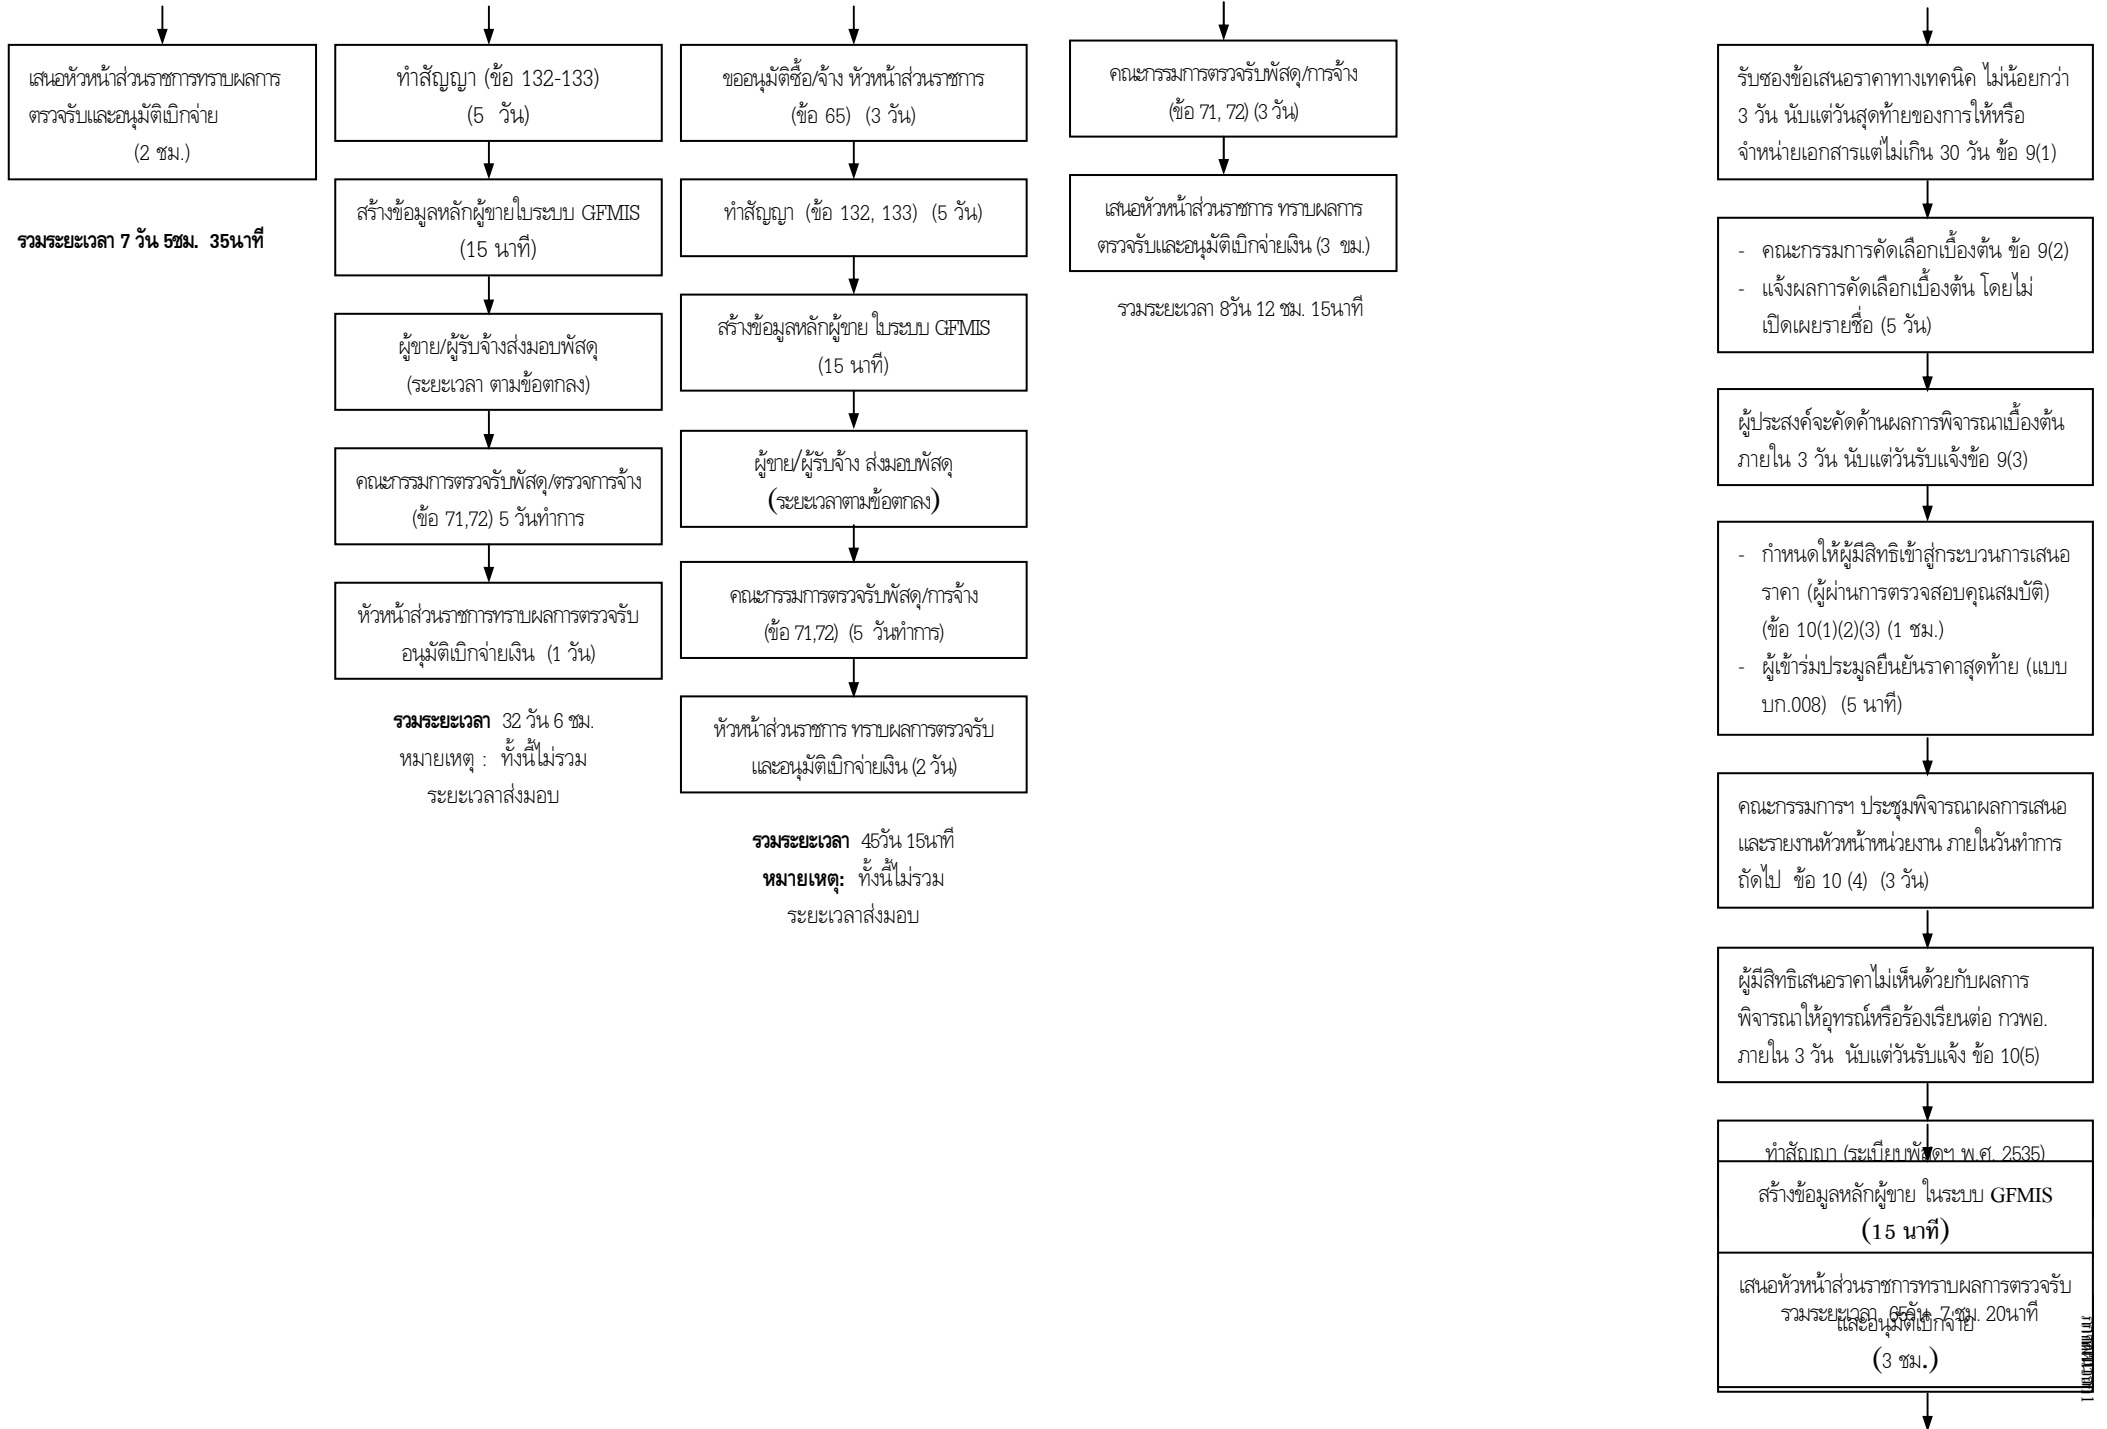 เสนอหัวหน้าส่วนราชการทราบผลการ
ตรวจรับและอนุมัติเบิกจ่าย
(2 ชม.)
รวมระยะเวลา 7 วัน 5ชม. 35นาที
ทำสัญญา (ข้อ 132-133)
(5 วัน)
สร้างข้อมูลหลักผู้ขายใบระบบ GFMIS
(15 นาที)
ผู้ขาย/ผู้รับจ้างส่งมอบพัสดุ
(ระยะเวลา ตามข้อตกลง)
คณะกรรมการตรวจรับพัสดุ/ตรวจการจ้าง
(ข้อ 71,72) 5 วันทำการ
หัวหน้าส่วนราชการทราบผลการตรวจรับ
อนุมัติเบิกจ่ายเงิน (1 วัน)
รวมระยะเวลา 32 วัน 6 ชม.
หมายเหตุ : ทั้งนี้ไม่รวม
ระยะเวลาส่งมอบ
ขออนุมัติซื้อ/จ้าง หัวหน้าส่วนราชการ
(ข้อ 65) (3 วัน)
ทำสัญญา (ข้อ 132, 133) (5 วัน)
สร้างข้อมูลหลักผู้ขาย ใบระบบ GFMIS
(15 นาที)
ผู้ขาย/ผู้รับจ้าง ส่งมอบพัสดุ
(ระยะเวลาตามข้อตกลง)
คณะกรรมการตรวจรับพัสดุ/การจ้าง
(ข้อ 71,72) (5 วันทำการ)
หัวหน้าส่วนราชการ ทราบผลการตรวจรับ
และอนุมัติเบิกจ่ายเงิน (2 วัน)
รวมระยะเวลา 45วัน 15นาที
หมายเหตุ: ทั้งนี้ไม่รวม
ระยะเวลาส่งมอบ
คณะกรรมการตรวจรับพัสดุ/การจ้าง
(ข้อ 71, 72) (3 วัน)
เสนอหัวหน้าส่วนราชการ ทราบผลการ
ตรวจรับและอนุมัติเบิกจ่ายเงิน (3 ขม.)
รวมระยะเวลา 8วัน 12 ชม. 15นาที
รับซองข้อเสนอราคาทางเทคนิค ไม่น้อยกว่า
3 วัน นับแต่วันสุดท้ายของการให้หรือ
จำหน่ายเอกสารแต่ไม่เกิน 30 วัน ข้อ 9(1)
- คณะกรรมการคัดเลือกเบื้องต้น ข้อ 9(2)
- แจ้งผลการคัดเลือกเบื้องต้น โดยไม่
เปิดเผยรายชื่อ (5 วัน)
ผู้ประสงค์จะคัดค้านผลการพิจารณาเบื้องต้น
ภายใน 3 วัน นับแต่วันรับแจ้งข้อ 9(3)
- กำหนดให้ผู้มีสิทธิเข้าสู่กระบวนการเสนอ
ราคา (ผู้ผ่านการตรวจสอบคุณสมบัติ)
(ข้อ 10(1)(2)(3) (1 ชม.)
- ผู้เข้าร่มประมูลยืนยันราคาสุดท้าย (แบบ
บก.008) (5 นาที)
คณะกรรมการฯ ประชุมพิจารณาผลการเสนอ
และรายงานหัวหน้าหน่วยงาน ภายในวันทำการ
ถัดไป ข้อ 10 (4) (3 วัน)
ผู้มีสิทธิเสนอราคาไม่เห็นด้วยกับผลการ
พิจารณาให้อุทรณ์หรือร้องเรียนต่อ กวพอ.
ภายใน 3 วัน นับแต่วันรับแจ้ง ข้อ 10(5)
ทำสัญญา (ระเบียบพัสดุฯ พ.ศ. 2535)
สร้างข้อมูลหลักผู้ขาย ในระบบ GFMIS
(15 นาที)
เสนอหัวหน้าส่วนราชการทราบผลการตรวจรับ
รวมระยะเวลา 65วัน 7 ชม. 20นาที
และอนุมัติเบิกจ่าย
(3 ชม.)